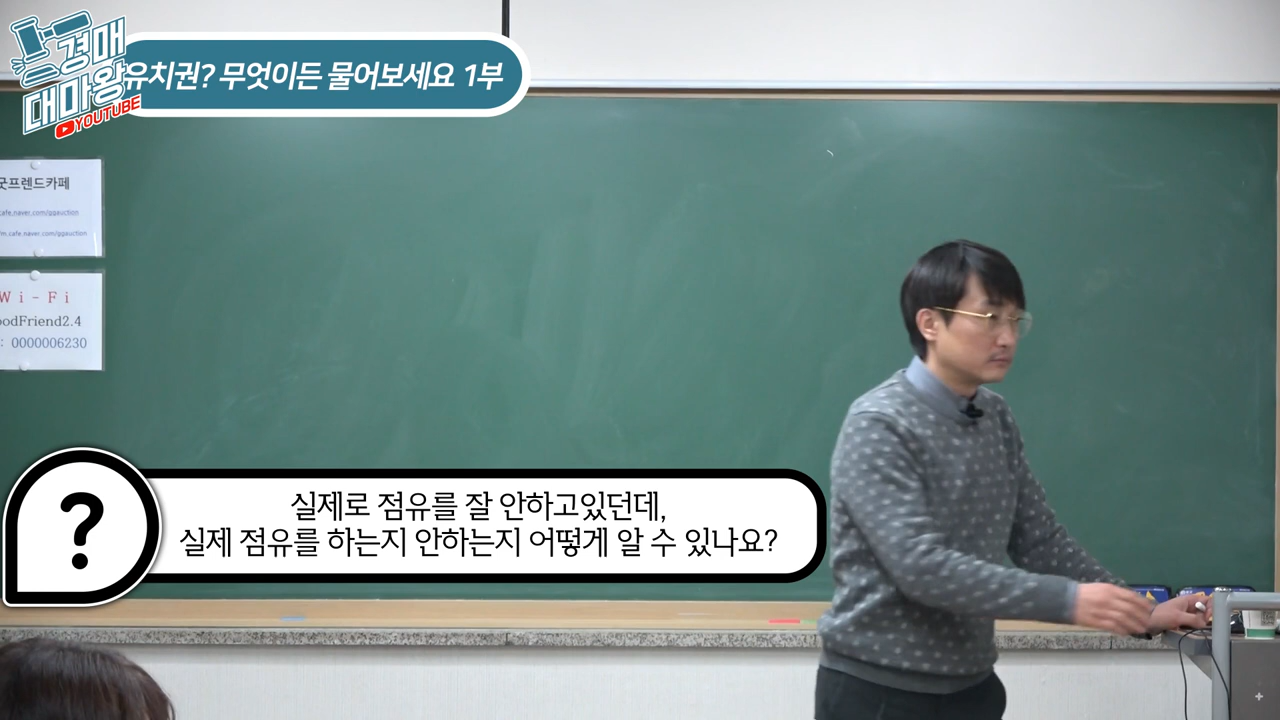 경매
대마왕
YOUTUBE
유치권? 무엇이든 물어보세요 1부
굿프렌드카페
cafe.naver.com/ggauction
m.cafe.naver.com/ggauction
Wi-Fi
oodFriend2.4
: 0000006230
?
실제로 점유를 잘 안하고있던데,
실제 점유를 하는지 안하는지 어떻게 알 수 있나요?